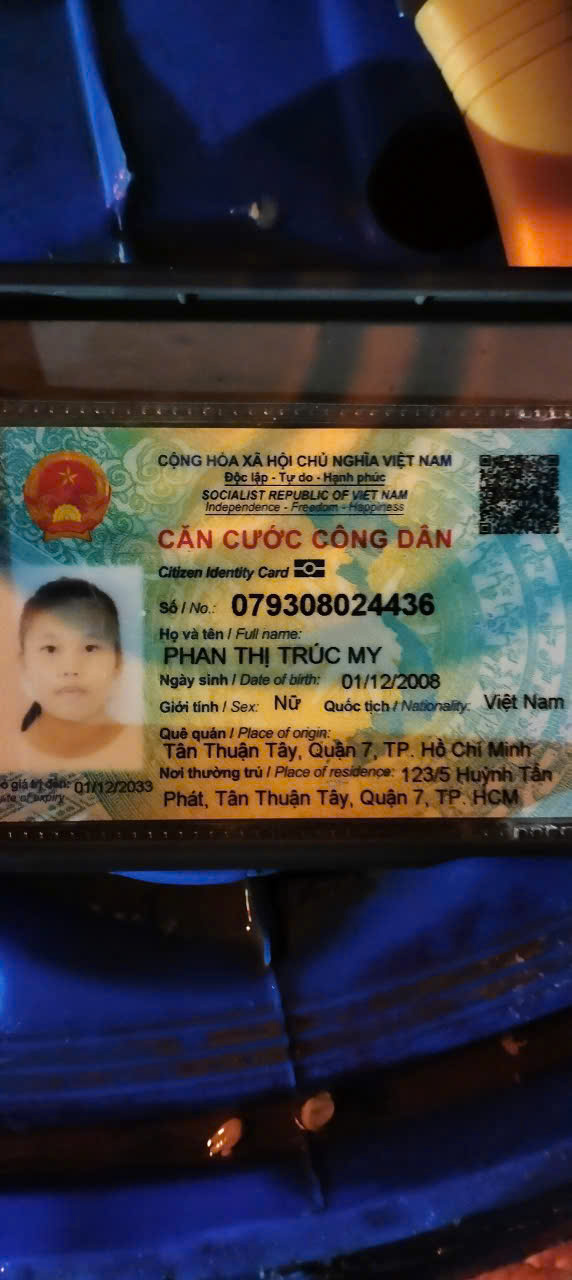 CỘNG HÒA XÃ HỘI CHỦ NGHĨA VIỆT NAM
Độc lập - Tự do - Hạnh phúc
SOCIALIST REPUBLIC OF VIET NAM
Independence - Freedom - Happiness
CĂN CƯỚC CÔNG DÂN
Citizen Identity Card
Số / No.: 079308024436
Họ và tên / Full name:
PHAN THỊ TRÚC MY
Ngày sinh / Date of birth: 01/12/2008
Giới tính / Sex: Nữ Quốc tịch / Nationality: Việt Nam
Quê quán / Place of origin:
Tân Thuận Tây, Quận 7, TP. Hồ Chí Minh
Nơi thường trú / Place of residence: 123/5 Huỳnh Tấn
Phát, Tân Thuận Tây, Quận 7, TP. HCM
giá trị đến: 01/12/2033
of expiry